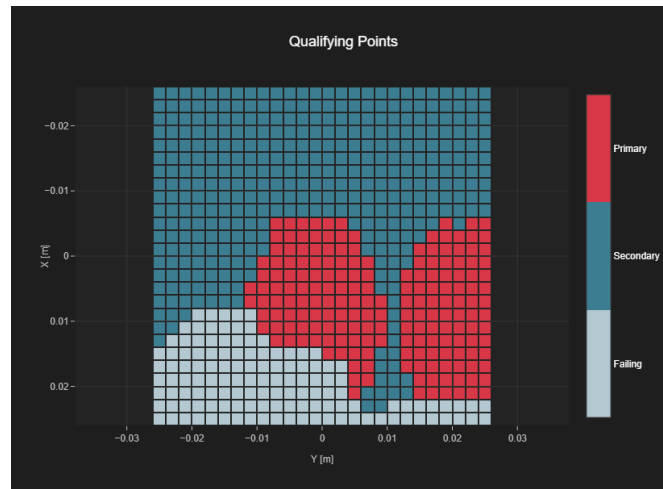 Qualifying Points
−0.02
−0.01
0
0.01
0.02
X [m]
−0.03
−0.02
−0.01
0
0.01
0.02
0.03
Y [m]
Primary
Secondary
Failing